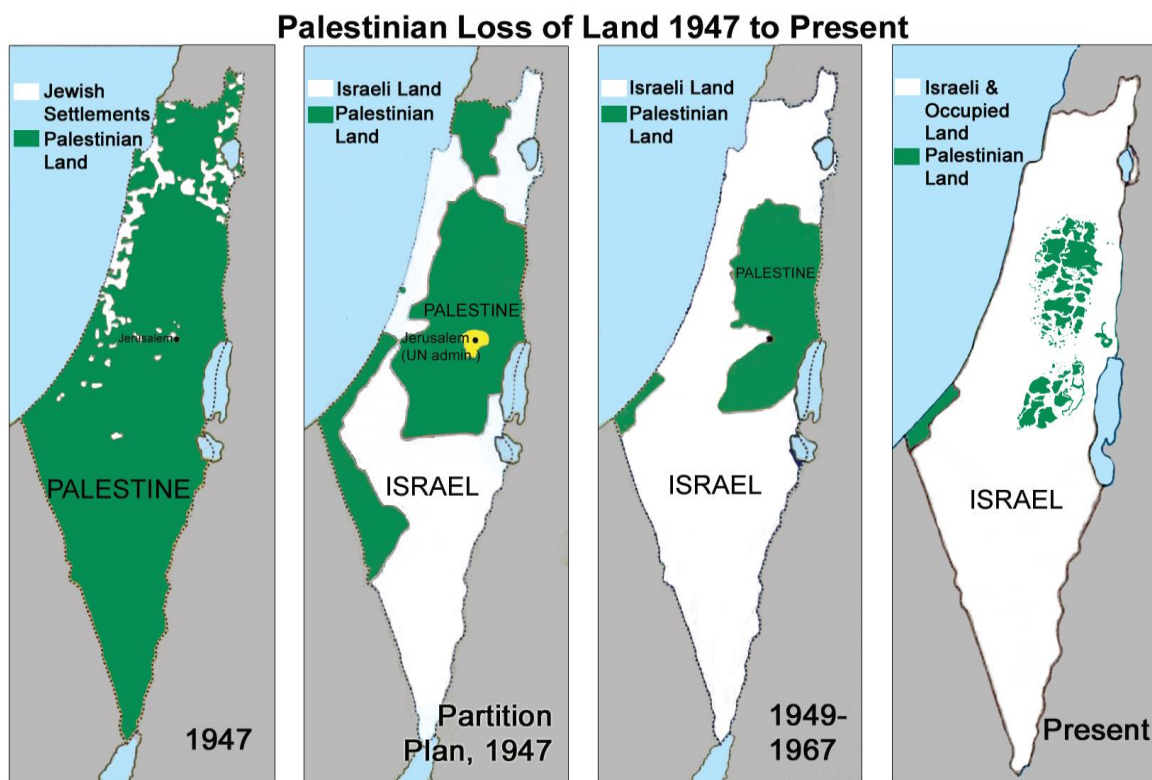 Palestinian Loss of Land 1947 to Present
Jewish
Settlements
Palestinian
Land
Jerusalem
PALESTINE
1947
Israeli Land
Palestinian
Land
PALESTINE
Jerusalem
(UN admin.)
ISRAEL
Partition
Plan, 1947
Israeli Land
Palestinian
Land
PALESTINE
ISRAEL
1949-
1967
Israeli &
Occupied
Land
Palestinian
Land
ISRAEL
Present